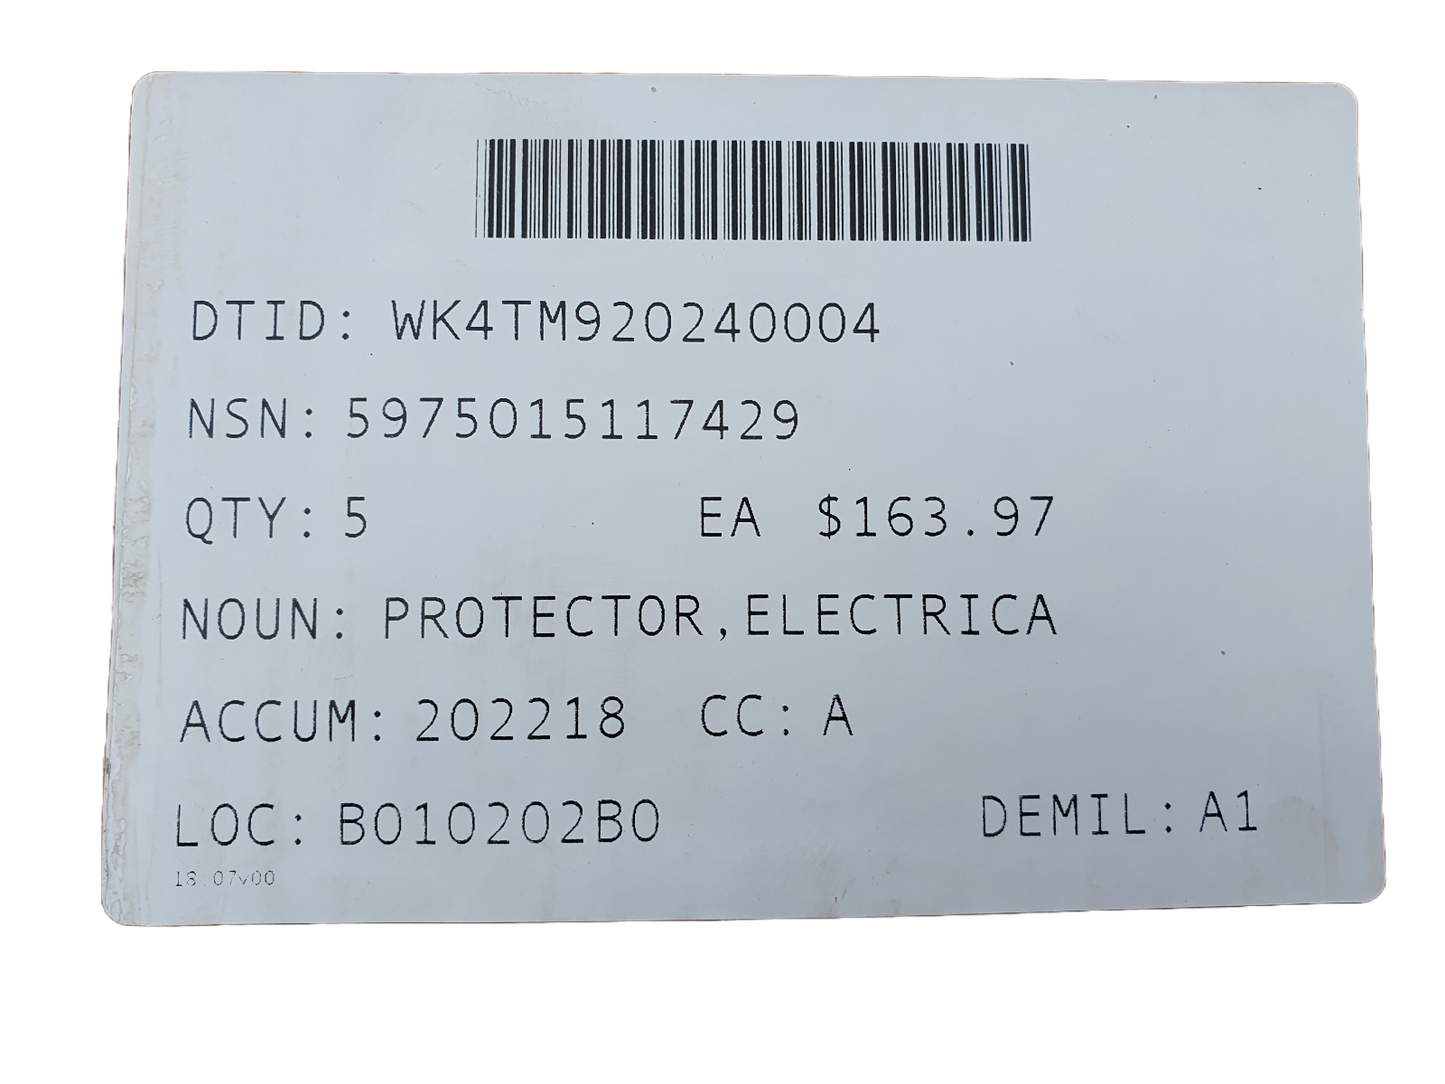 DTID: WK4TM920240004
NSN: 5975015117429
QTY: 5 EA $163.97
NOUN: PROTECTOR,ELECTRICA
ACCUM: 202218 CC: A
LOC: B010202B0 DEMIL: A1
18.07v00